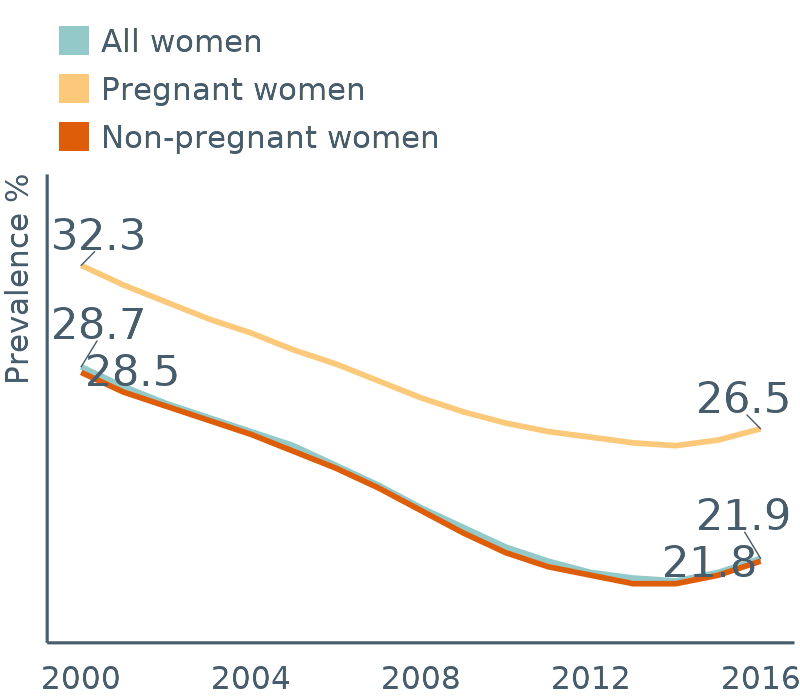 All women
Pregnant women
Non-pregnant women
Prevalence %
32.3
28.7
28.5
26.5
21.9
21.8
2000 2004 2008 2012 2016